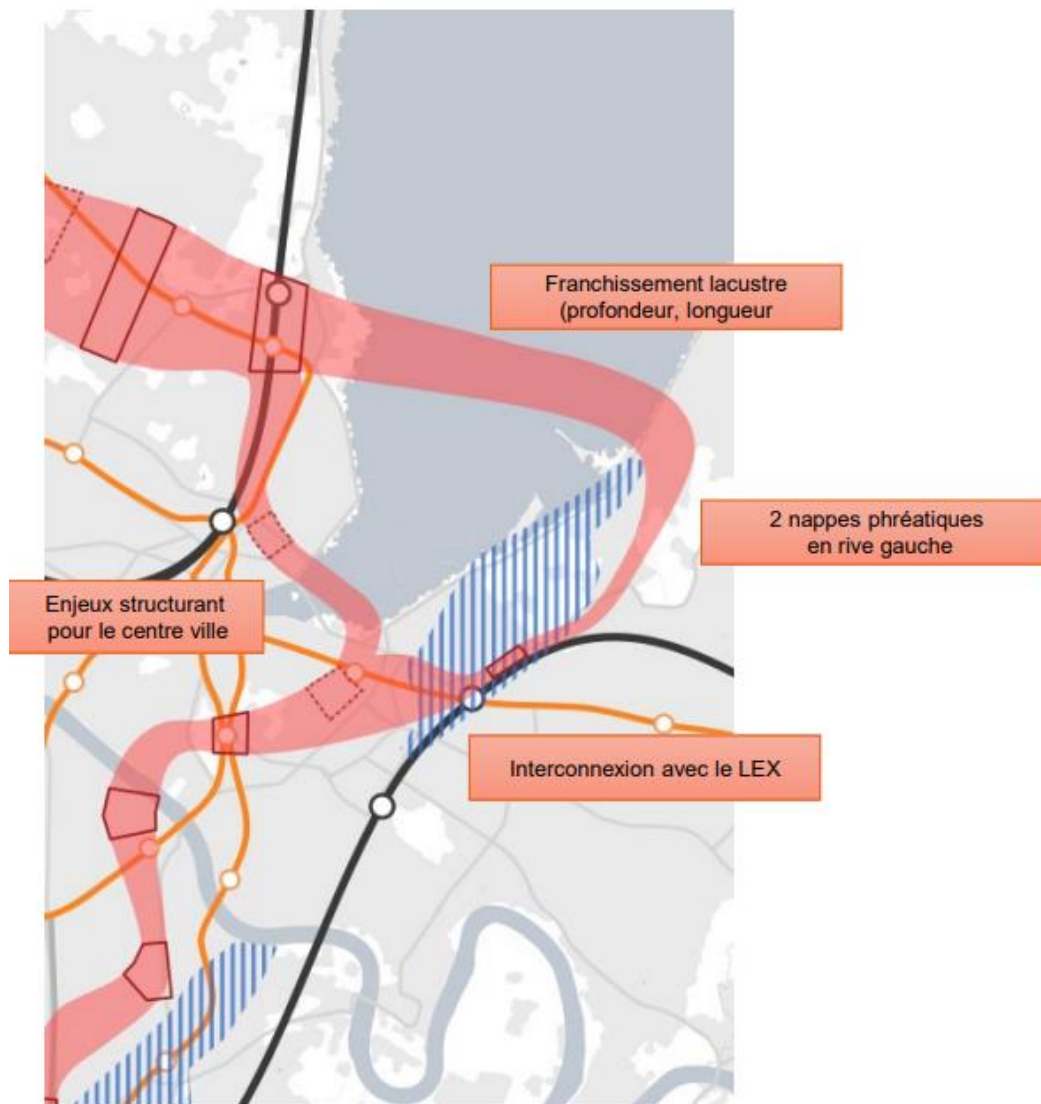 Franchissement lacustre
(profondeur, longueur
2 nappes phréatiques
en rive gauche
Enjeux structurant
pour le centre ville
Interconnexion avec le LEX